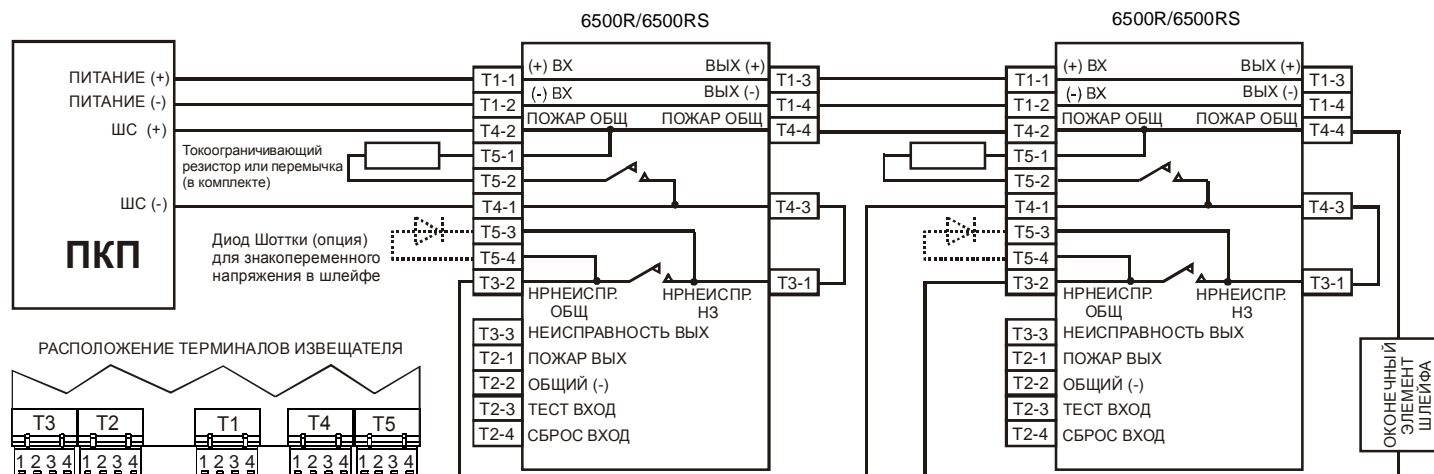 6500R/6500RS
6500R/6500RS
ПИТАНИЕ (+)
ПИТАНИЕ (-)
ШС (+)
ШС (-)
ПКП
Токоограничивающий
резистор или перемычка
(в комплекте)
Диод Шоттки (опция)
для знакопеременного
напряжения в шлейфе
T1-1
T1-2
T4-2
T5-1
T5-2
T4-1
T5-3
T5-4
T3-2
T3-3
T2-1
T2-2
T2-3
T2-4
(+) ВХ ВЫХ (+)
(-) ВХ ВЫХ (-)
ПОЖАР ОБЩ ПОЖАР ОБЩ
НРНЕИСПР. НРНЕИСПР.
ОБЩ НЗ
НЕИСПРАВНОСТЬ ВЫХ
ПОЖАР ВЫХ
ОБЩИЙ (-)
ТЕСТ ВХОД
СБРОС ВХОД
T1-3
T1-4
T4-4
T4-3
T3-1
T1-1
T1-2
T4-2
T5-1
T5-2
T4-1
T5-3
T5-4
T3-2
T3-3
T2-1
T2-2
T2-3
T2-4
(+) ВХ ВЫХ (+)
(-) ВХ ВЫХ (-)
ПОЖАР ОБЩ ПОЖАР ОБЩ
НРНЕИСПР. НРНЕИСПР.
ОБЩ НЗ
НЕИСПРАВНОСТЬ ВЫХ
ПОЖАР ВЫХ
ОБЩИЙ (-)
ТЕСТ ВХОД
СБРОС ВХОД
T1-3
T1-4
T4-4
T4-3
T3-1
ОКОНЕЧНЫЙ
ЭЛЕМЕНТ
ШЛЕЙФА
РАСПОЛОЖЕНИЕ ТЕРМИНАЛОВ ИЗВЕЩАТЕЛЯ
T3 T2 T1 T4 T5
1 2 3 4 1 2 3 4 1 2 3 4 1 2 3 4 1 2 3 4